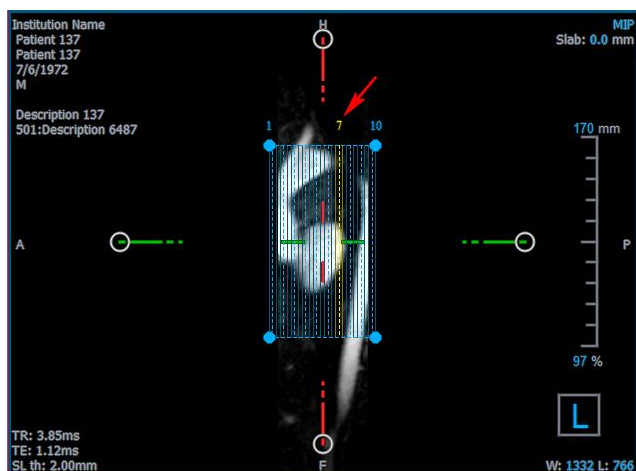 Institution Name
Patient 137
Patient 137
7/6/1972
M
Description 137
501:Description 6487
H
MIP
Slab: 0.0 mm
1
7
10
170 mm
A
P
97 %
L
TR: 3.85ms
TE: 1.12ms
SL th: 2.00mm
F
W: 1332 L: 766